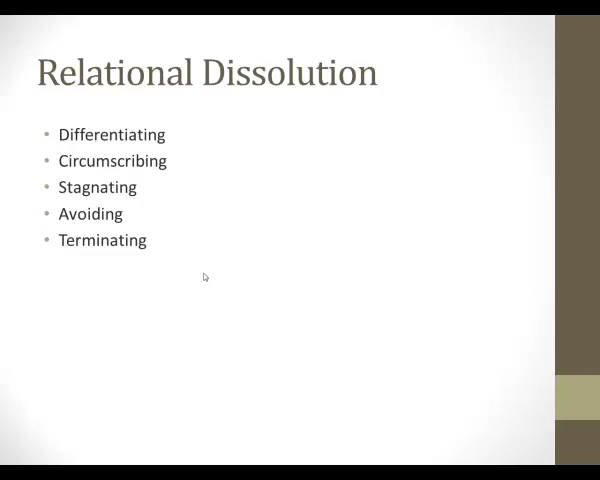 Relational Dissolution
• Differentiating
• Circumscribing
• Stagnating
• Avoiding
• Terminating